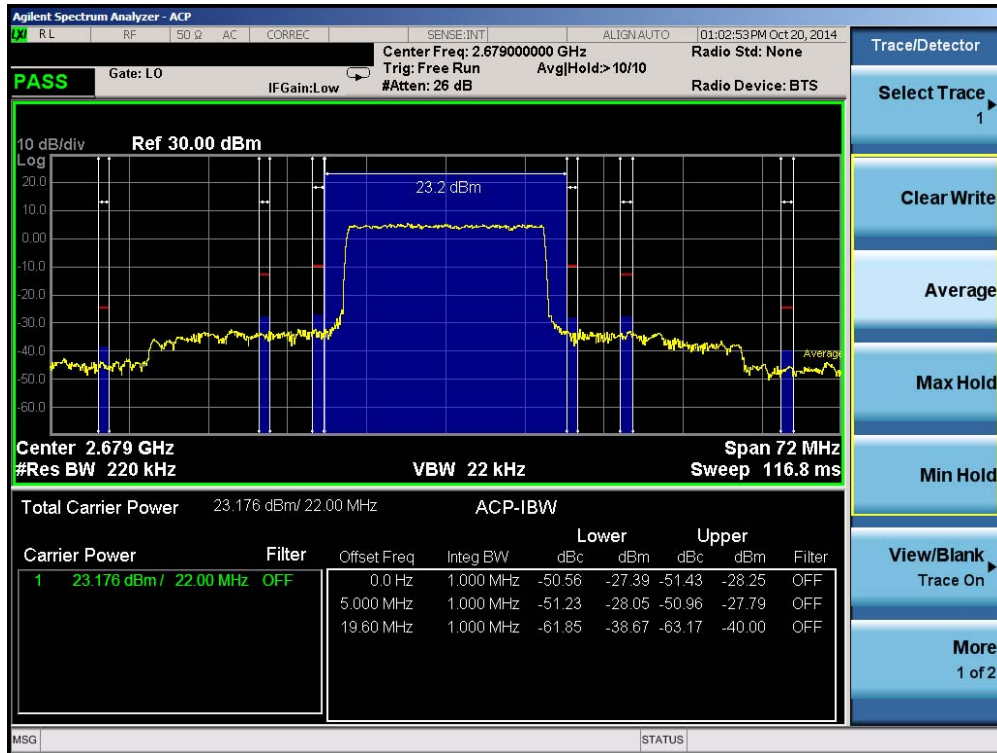 Agilent Spectrum Analyzer - ACP
LXI RL RF 50 Ω AC CORREC SENSE:INT ALIGNAUTO 01:02:53PM Oct 20, 2014
Center Freq: 2.679000000 GHz Radio Std: None
PASS Gate: LO Trig: Free Run Avg|Hold:> 10/10
IFGain:Low #Atten: 26 dB Radio Device: BTS
10 dB/div Ref 30.00 dBm
Log
20.0
10.0
0.00
-10.0
-20.0
-30.0
-40.0
-50.0
-60.0
23.2 dBm
Average
Center 2.679 GHz Span 72 MHz
#Res BW 220 kHz VBW 22 kHz Sweep 116.8 ms
Total Carrier Power 23.176 dBm/ 22.00 MHz ACP-IBW
Lower Upper
Carrier Power Filter Offset Freq Integ BW dBc dBm dBc dBm Filter
1 23.176 dBm / 22.00 MHz OFF 0.0 Hz 1.000 MHz -50.56 -27.39 -51.43 -28.25 OFF
5.000 MHz 1.000 MHz -51.23 -28.05 -50.96 -27.79 OFF
19.60 MHz 1.000 MHz -61.85 -38.67 -63.17 -40.00 OFF
MSG STATUS
Trace/Detector
Select Trace
1
Clear Write
Average
Max Hold
Min Hold
View/Blank
Trace On
More
1 of 2